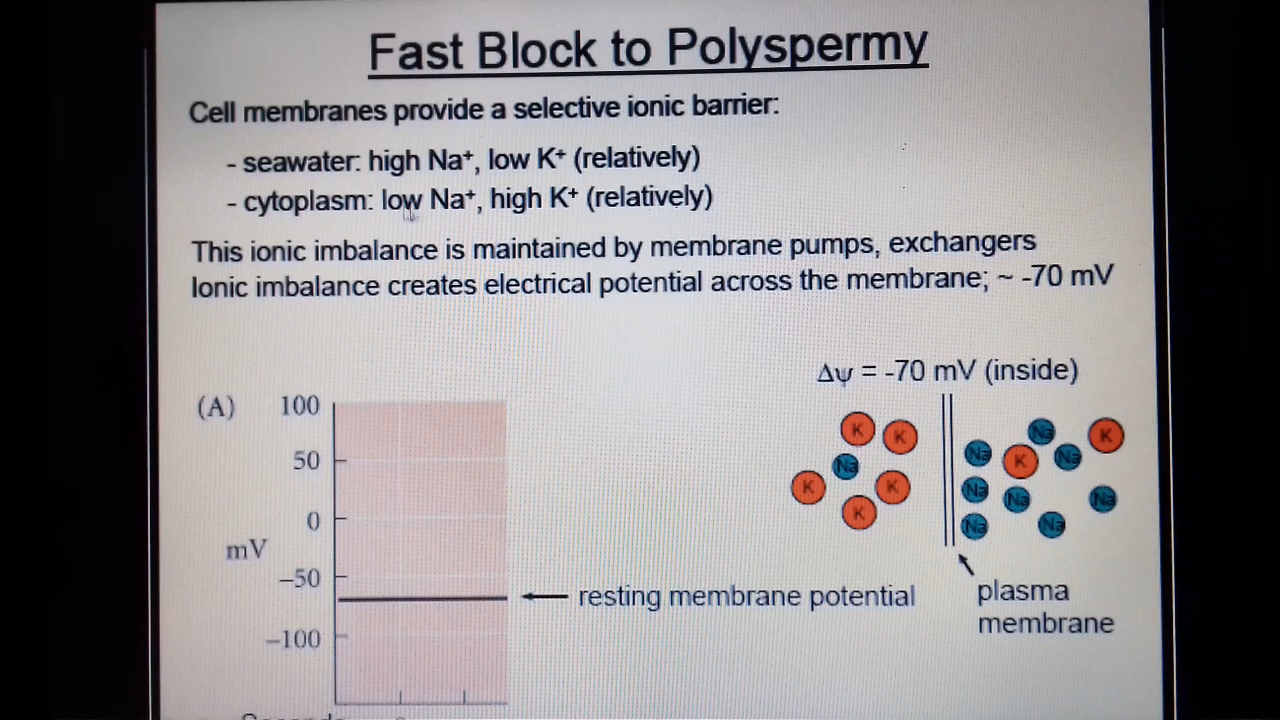 Fast Block to Polyspermy
Cell membranes provide a selective ionic barrier:
- seawater: high Na⁺, low K⁺ (relatively)
- cytoplasm: low Na⁺, high K⁺ (relatively)
This ionic imbalance is maintained by membrane pumps, exchangers
Ionic imbalance creates electrical potential across the membrane; ~ -70 mV
Δψ = -70 mV (inside)
(A)
100
50
0
mV
−50
−100
K
K
Na
K
K
K
Na
K
Na
K
Na
Na
Na
Na
Na
Na
resting membrane potential
plasma
membrane